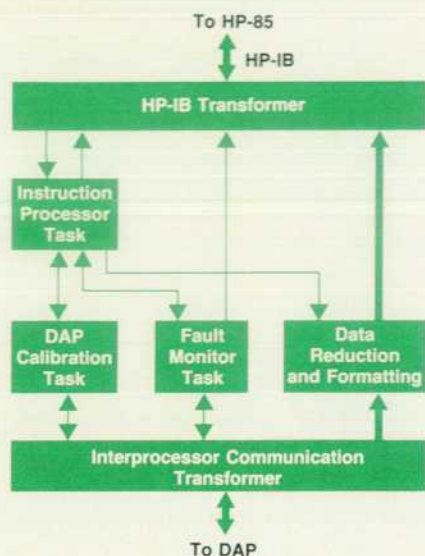 To HP-85
HP-IB
HP-IB Transformer
Instruction
Processor
Task
DAP
Calibration
Task
Fault
Monitor
Task
Data
Reduction
and Formatting
Interprocessor Communication
Transformer
To DAP